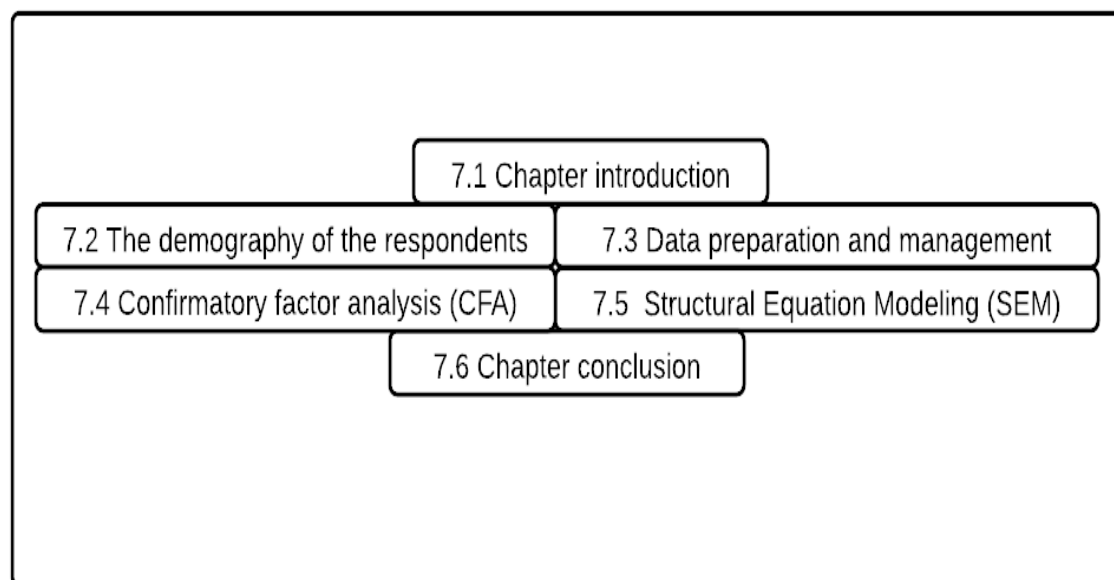 7.1 Chapter introduction
7.2 The demography of the respondents
7.3 Data preparation and management
7.4 Confirmatory factor analysis (CFA)
7.5  Structural Equation Modeling (SEM)
7.6 Chapter conclusion